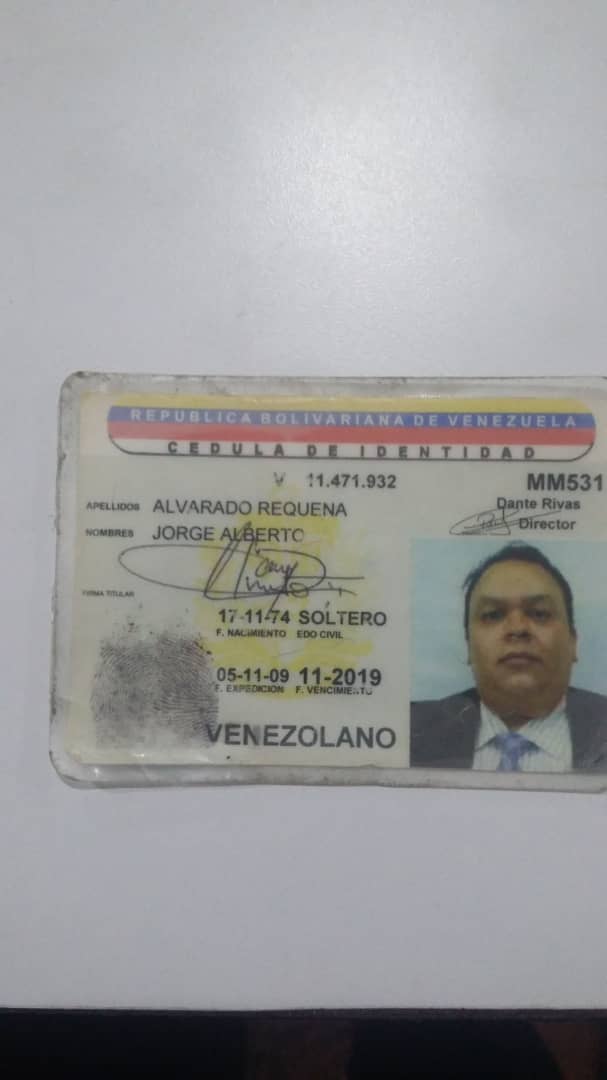 REPUBLICA BOLIVARIANA DE VENEZUELA
CEDULA DE IDENTIDAD
V 11.471.932 MM531
APELLIDOS ALVARADO REQUENA
Dante Rivas
Director
NOMBRES JORGE ALBERTO
FIRMA TITULAR
17-11-74 SOLTERO
F. NACIMIENTO EDO CIVIL
05-11-09 11-2019
F. EXPEDICION F. VENCIMIENTO
VENEZOLANO